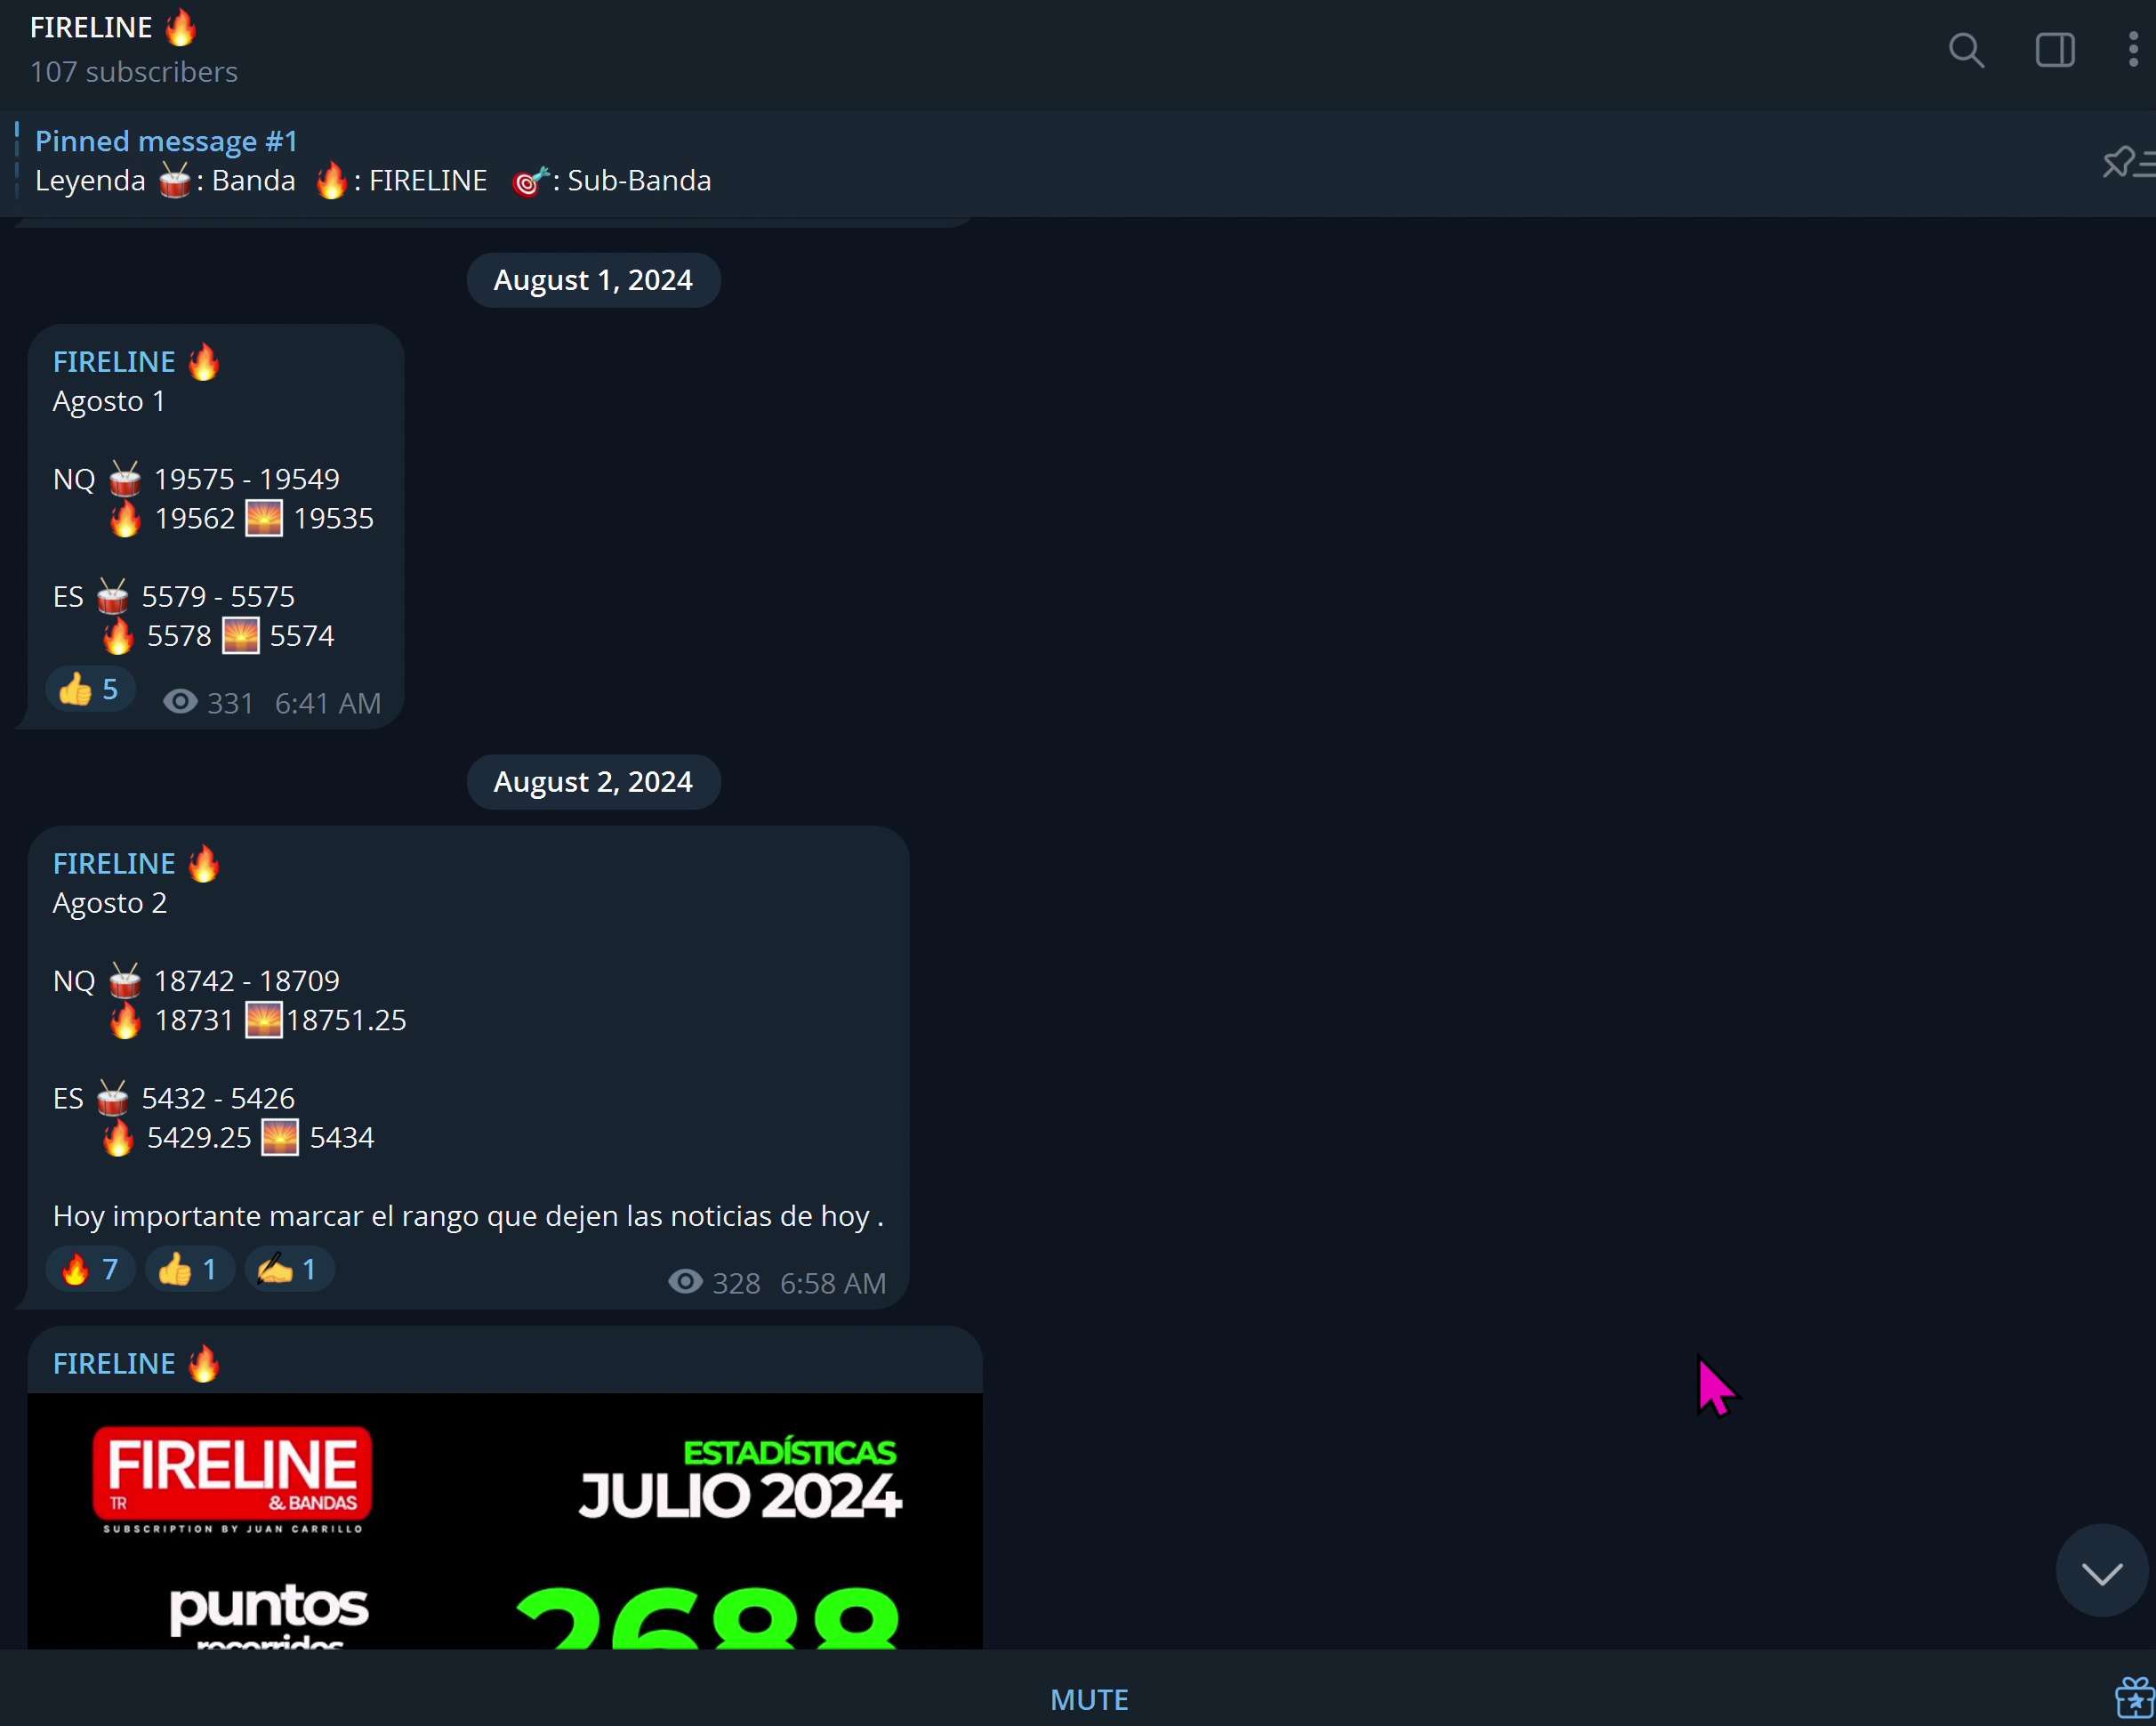 FIRELINE 🔥
107 subscribers
Pinned message #1
Leyenda 🥁: Banda 🔥: FIRELINE 🎯: Sub-Banda
August 1, 2024
FIRELINE 🔥
Agosto 1
NQ 🥁 19575 - 19549
🔥 19562 🌅 19535
ES 🥁 5579 - 5575
🔥 5578 🌅 5574
👍 5 331 6:41 AM
August 2, 2024
FIRELINE 🔥
Agosto 2
NQ 🥁 18742 - 18709
🔥 18731 🌅18751.25
ES 🥁 5432 - 5426
🔥 5429.25 🌅 5434
Hoy importante marcar el rango que dejen las noticias de hoy .
🔥 7 👍 1 ✍ 1 328 6:58 AM
FIRELINE 🔥
FIRELINE
TR & BANDAS
SUBSCRIPTION BY JUAN CARRILLO
ESTADÍSTICAS
JULIO 2024
puntos
recorridos
2688
MUTE